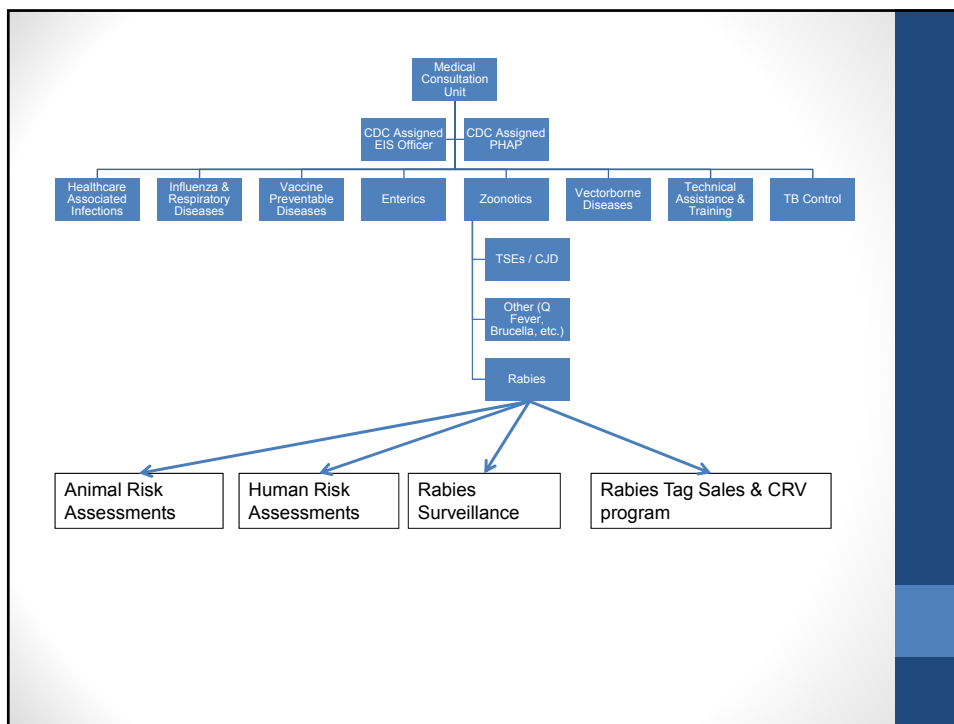 Medical
Consultation
Unit
CDC Assigned
EIS Officer
CDC Assigned
PHAP
Healthcare
Associated
Infections
Influenza &
Respiratory
Diseases
Vaccine
Preventable
Diseases
Enterics
Zoonotics
Vectorborne
Diseases
Technical
Assistance &
Training
TB Control
TSEs / CJD
Other (Q
Fever,
Brucella, etc.)
Rabies
Animal Risk
Assessments
Human Risk
Assessments
Rabies
Surveillance
Rabies Tag Sales & CRV
program